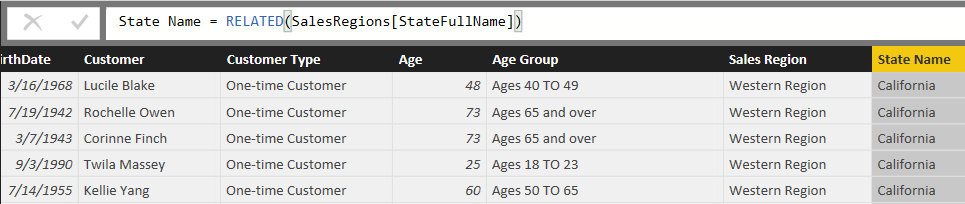 State Name = RELATED(SalesRegions[StateFullName])
irthDate Customer Customer Type Age Age Group Sales Region State Name
3/16/1968 Lucile Blake One-time Customer 48 Ages 40 TO 49 Western Region California
7/19/1942 Rochelle Owen One-time Customer 73 Ages 65 and over Western Region California
3/7/1943 Corinne Finch One-time Customer 73 Ages 65 and over Western Region California
9/3/1990 Twila Massey One-time Customer 25 Ages 18 TO 23 Western Region California
7/14/1955 Kellie Yang One-time Customer 60 Ages 50 TO 65 Western Region California